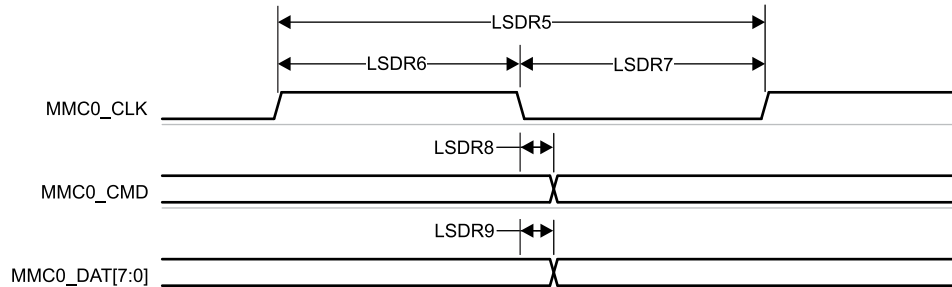 LSDR5
LSDR6
LSDR7
MMC0_CLK
LSDR8
MMC0_CMD
LSDR9
MMC0_DAT[7:0]